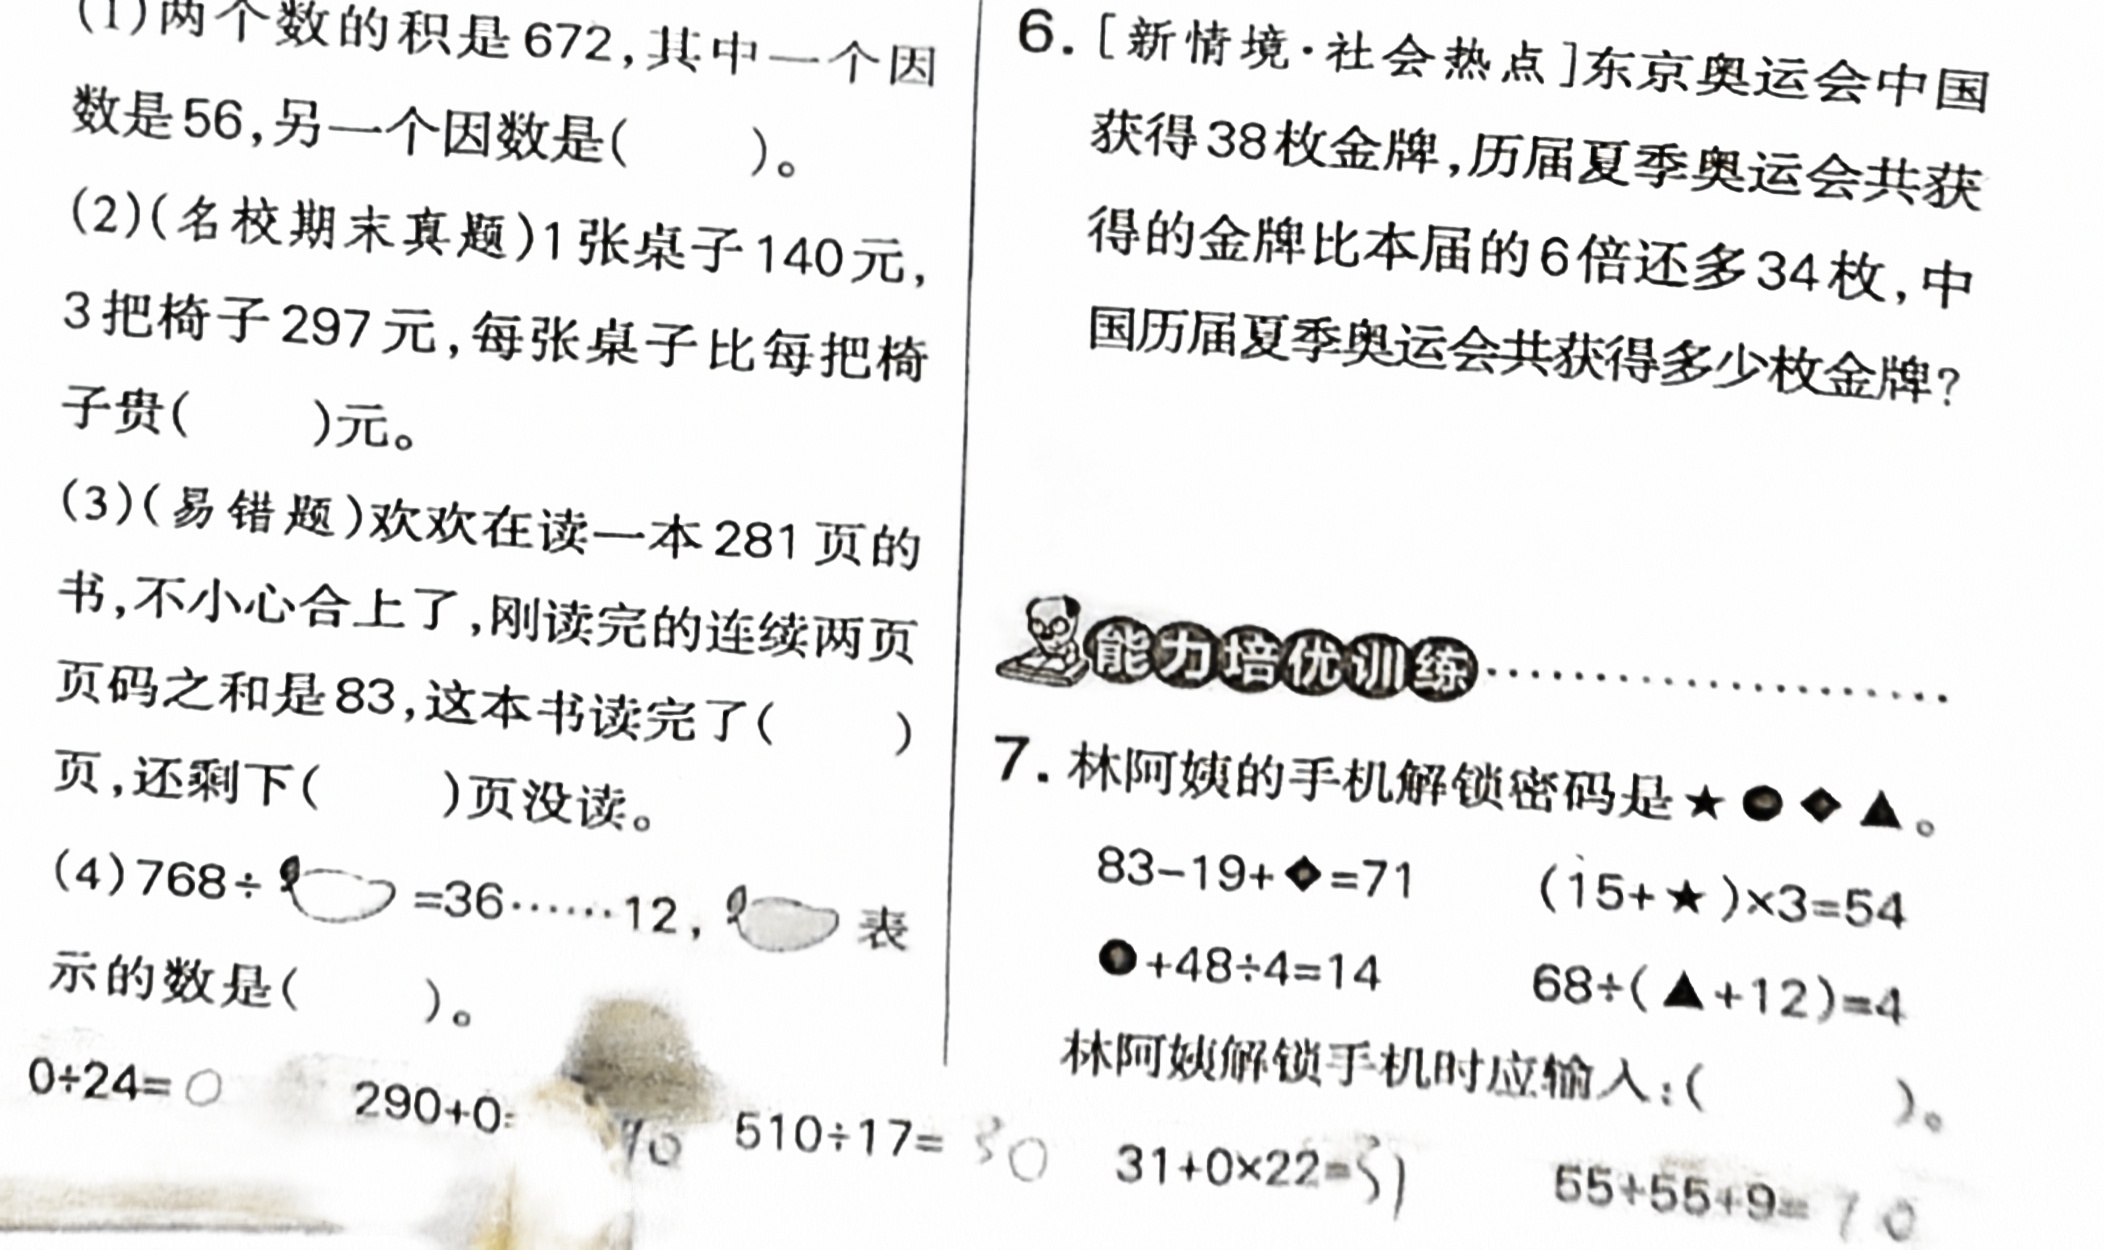 (1)两个数的积是672,其中一个因
数是56,另一个因数是(    )。
(2)(名校期末真题)1张桌子140元,
3把椅子297元,每张桌子比每把椅
子贵(    )元。
(3)(易错题)欢欢在读一本281页的
书,不小心合上了,刚读完的连续两页
页码之和是83,这本书读完了(    )
页,还剩下(    )页没读。
(4)768÷ =36……12, 表
示的数是(    )。
6.[新情境·社会热点]东京奥运会中国
获得38枚金牌,历届夏季奥运会共获
得的金牌比本届的6倍还多34枚,中
国历届夏季奥运会共获得多少枚金牌?
能力培优训练
7.林阿姨的手机解锁密码是★●◆▲。
83-19+◆=71 (15+★)×3=54
●+48÷4=14 68÷(▲+12)=4
林阿姨解锁手机时应输入:(    )。
0÷24=0 290+0= 90 510÷17=30 31+0×22=31 55+55+9=10